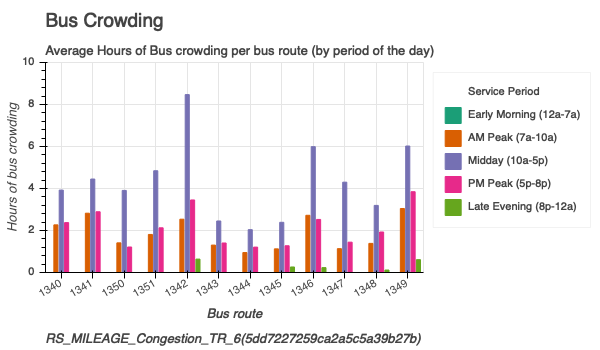 Bus Crowding
Average Hours of Bus crowding per bus route (by period of the day)
10
8
6
4
2
0
Hours of bus crowding
1340
1341
1350
1351
1342
1343
1344
1345
1346
1347
1348
1349
Bus route
Service Period
Early Morning (12a-7a)
AM Peak (7a-10a)
Midday (10a-5p)
PM Peak (5p-8p)
Late Evening (8p-12a)
RS_MILEAGE_Congestion_TR_6(5dd7227259ca2a5c5a39b27b)